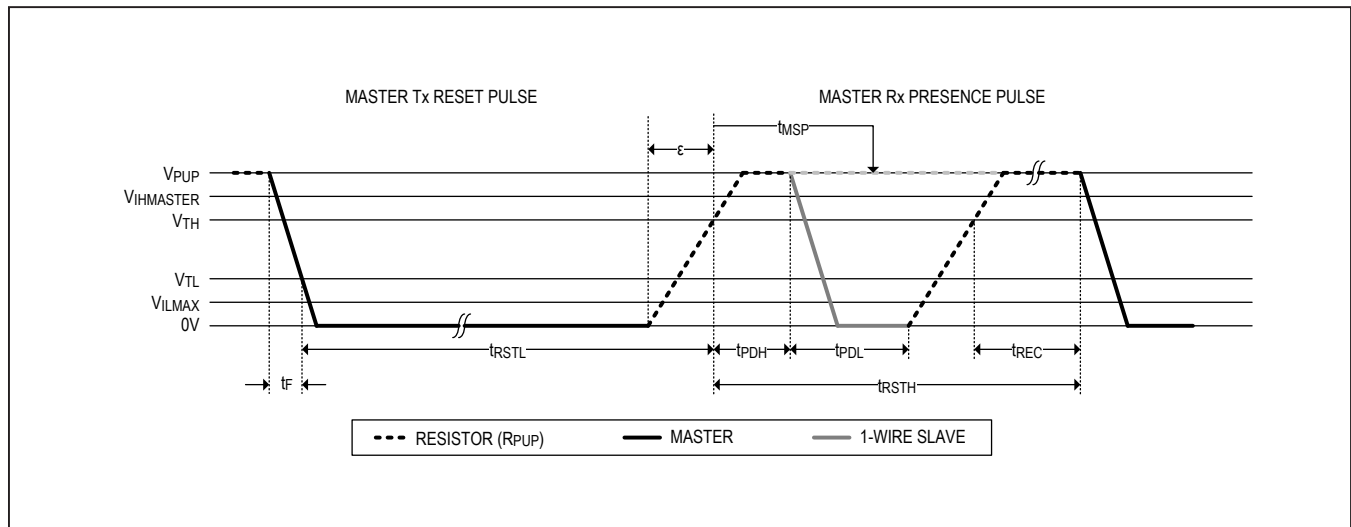 MASTER Tx RESET PULSE
MASTER Rx PRESENCE PULSE
tMSP
ε
VPUP
VIHMASTER
VTH
VTL
VILMAX
0V
tRSTL
tPDH
tPDL
tREC
tF
tRSTH
RESISTOR (RPUP)
MASTER
1-WIRE SLAVE